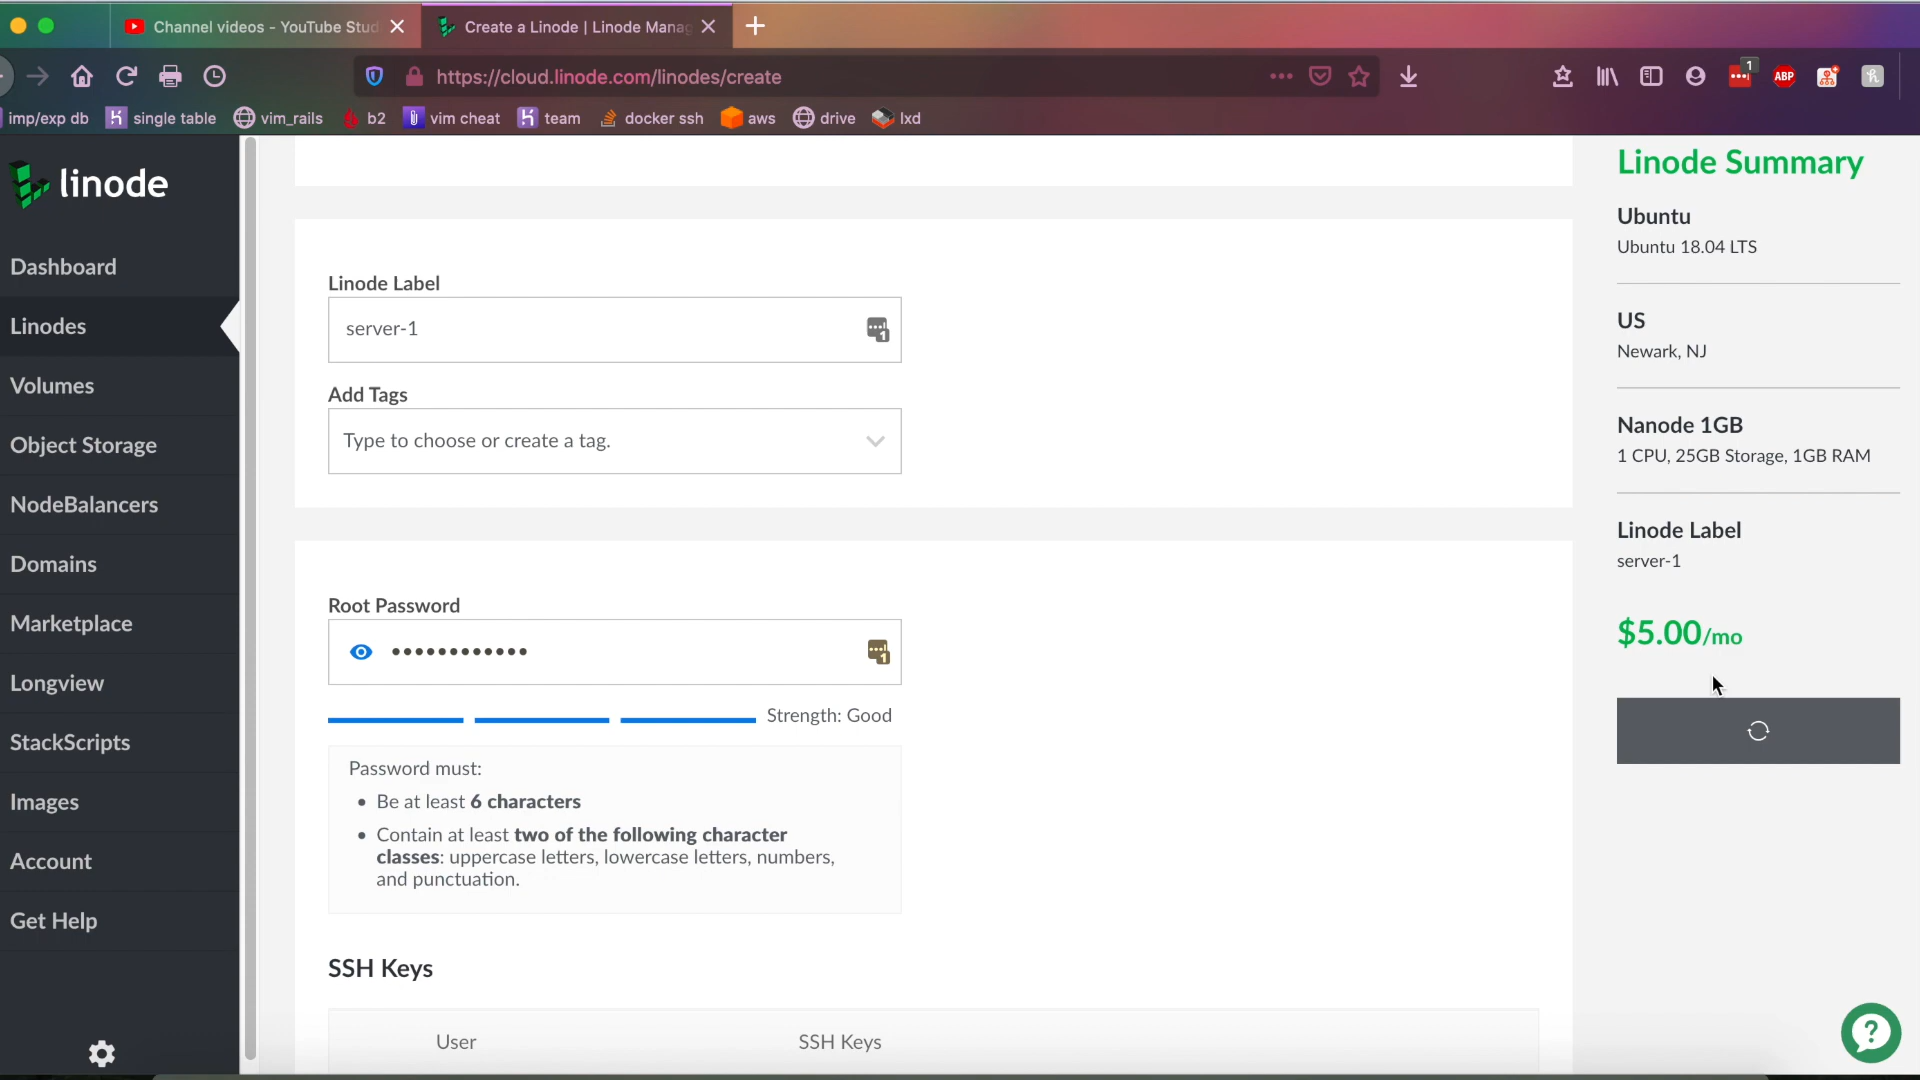 Channel videos - YouTube Stud
Create a Linode | Linode Manag
https://cloud.linode.com/linodes/create
1
ABP
imp/exp db
single table
vim_rails
b2
vim cheat
team
docker ssh
aws
drive
lxd
linode
Dashboard
Linodes
Volumes
Object Storage
NodeBalancers
Domains
Marketplace
Longview
StackScripts
Images
Account
Get Help
Linode Label
server-1
Add Tags
Type to choose or create a tag.
Root Password
••••••••••••
Strength: Good
Password must:
• Be at least 6 characters
• Contain at least two of the following character
classes: uppercase letters, lowercase letters, numbers,
and punctuation.
SSH Keys
User
SSH Keys
Linode Summary
Ubuntu
Ubuntu 18.04 LTS
US
Newark, NJ
Nanode 1GB
1 CPU, 25GB Storage, 1GB RAM
Linode Label
server-1
$5.00/mo